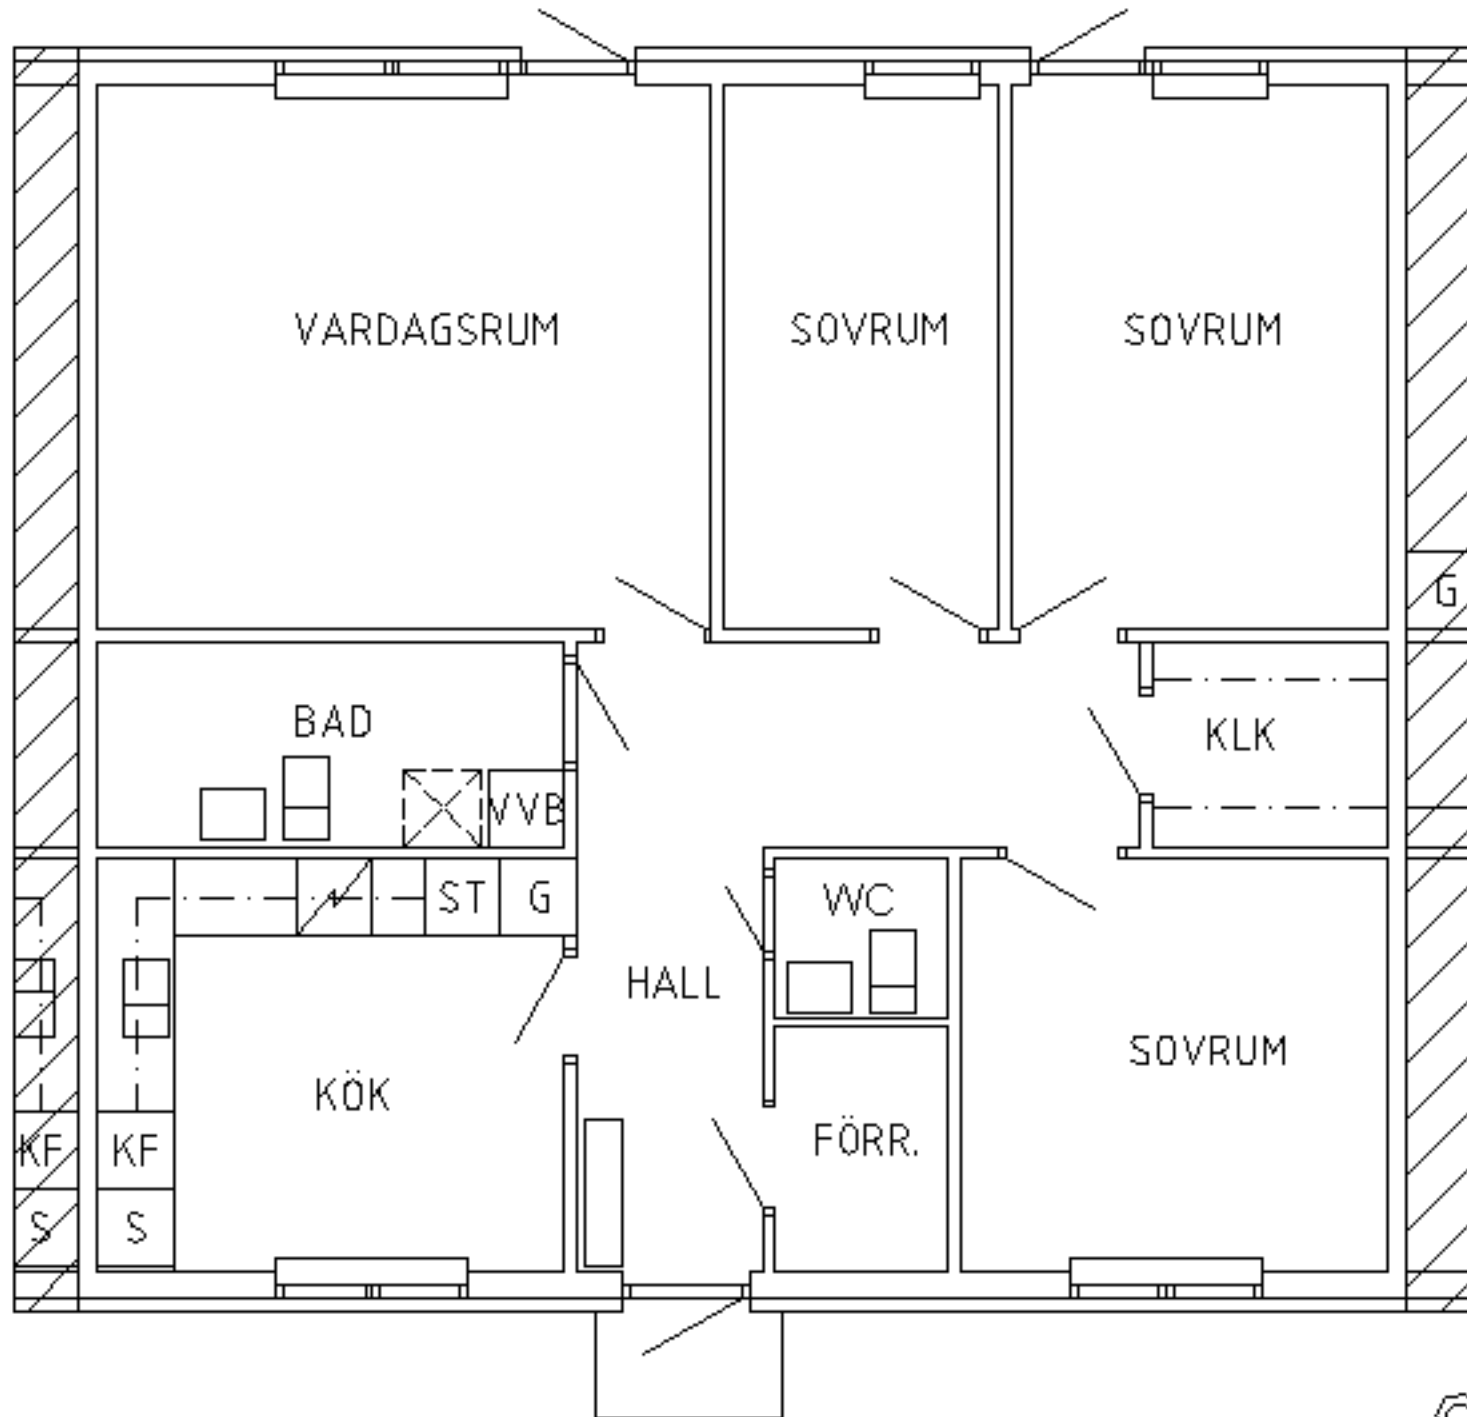 VARDAGSRUM
SOVRUM
SOVRUM
G
BAD
KLK
VVB
ST
G
WC
HALL
SOVRUM
KÖK
FÖRR.
KF
KF
S
S